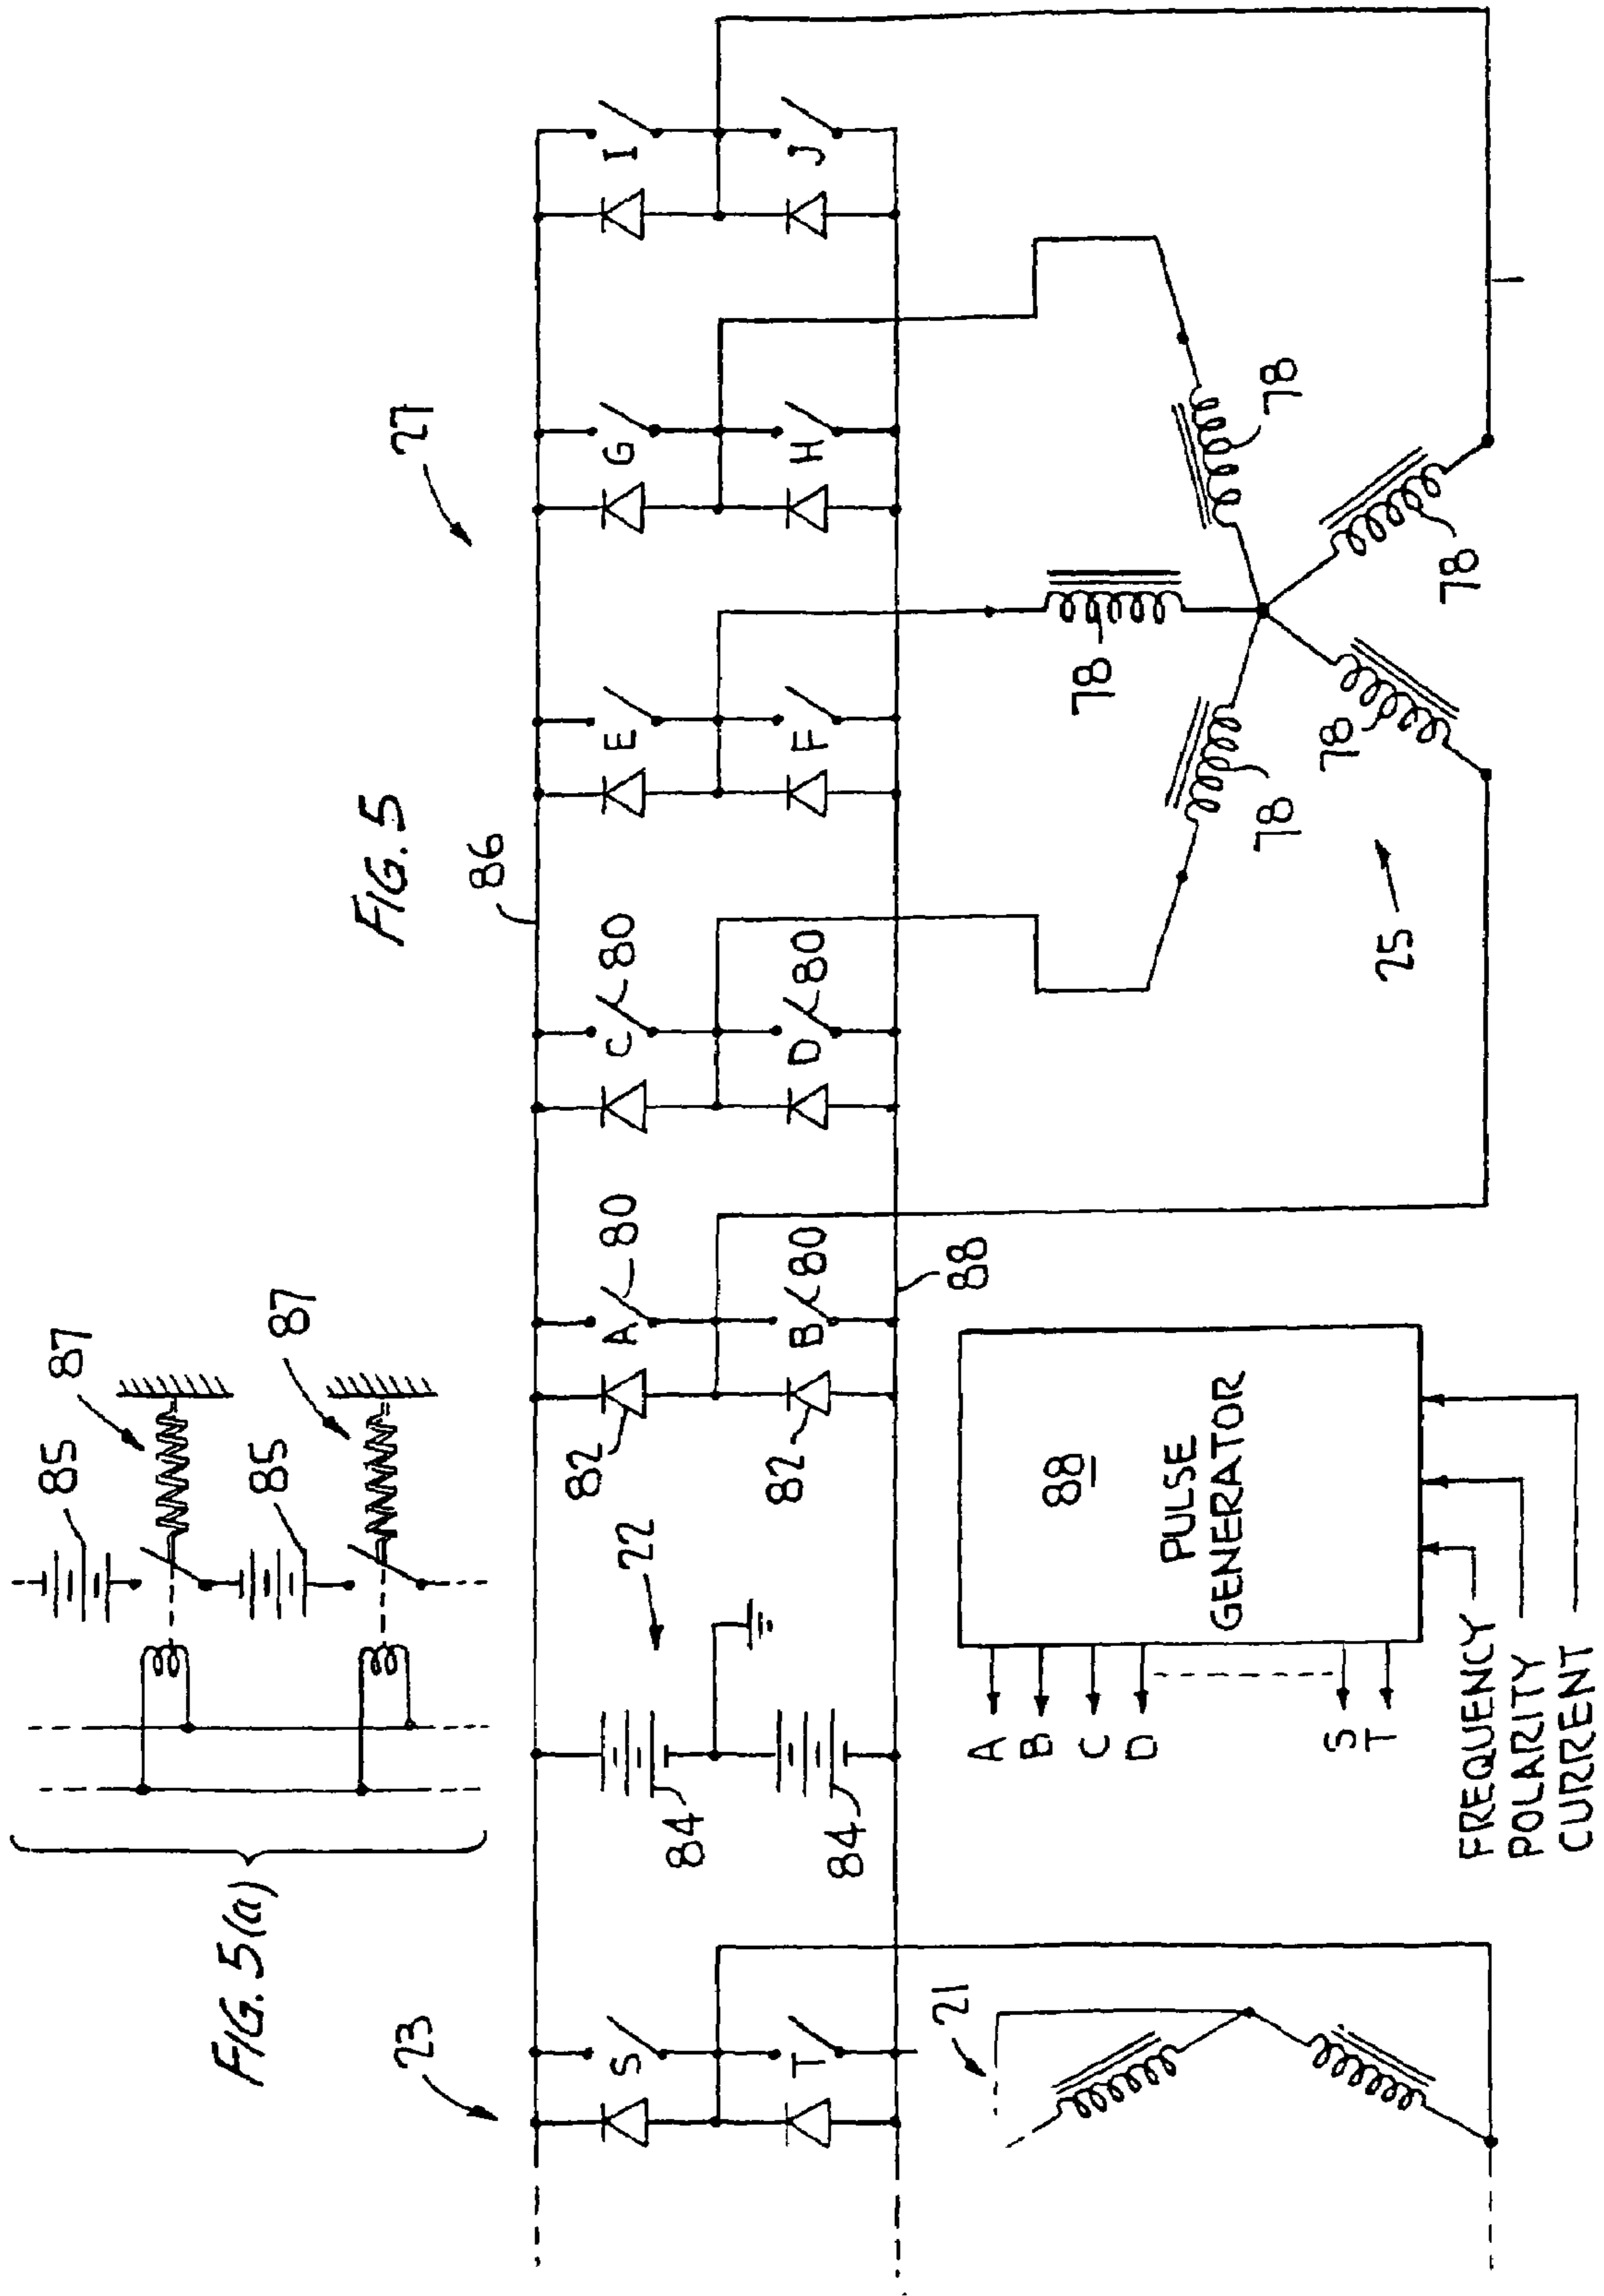 FIG. 5(a)
85
87
85
87
FIG. 5
23
22
27
86
S
T
84
84
82
82
A
80
B
80
C
80
D
80
E
F
G
H
I
J
88
21
25
78
78
78
78
78
A
B
C
D
S
T
88
PULSE
GENERATOR
FREQUENCY
POLARITY
CURRENT